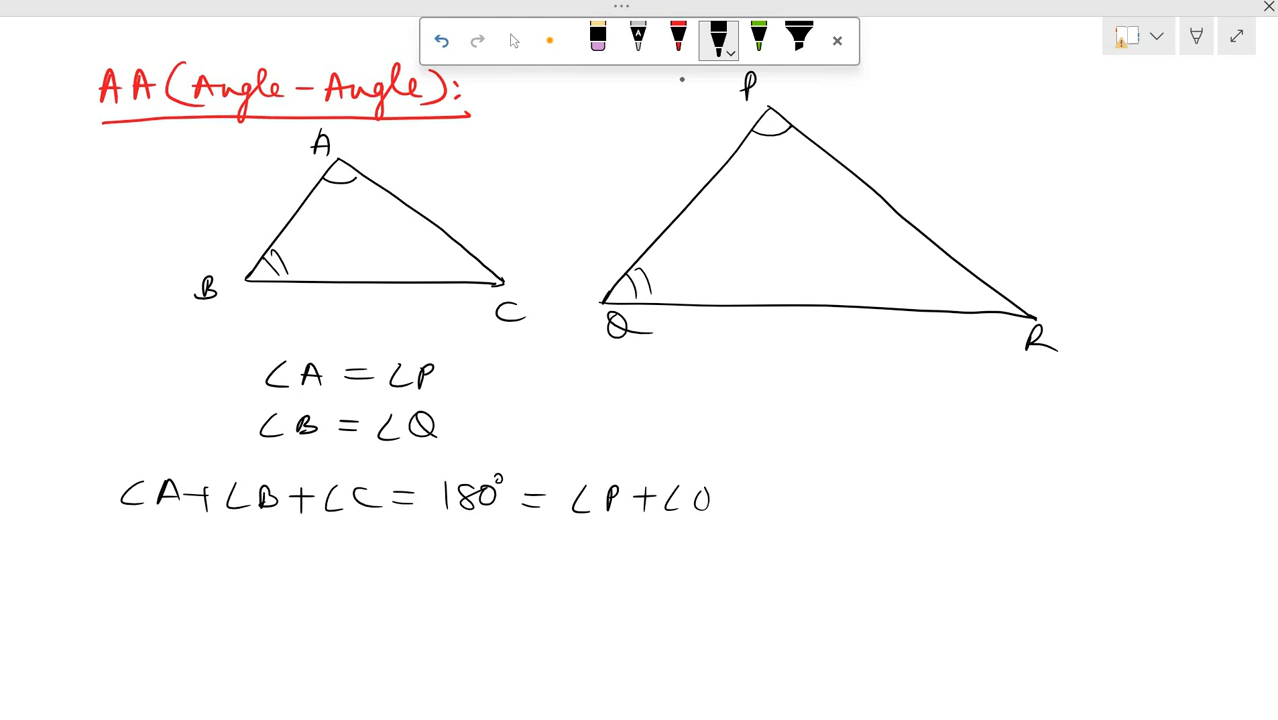 AA (Angle - Angle):
P
A
B
C
Q
R
∠A = ∠P
∠B = ∠Q
∠A + ∠B + ∠C = 180° = ∠P + ∠